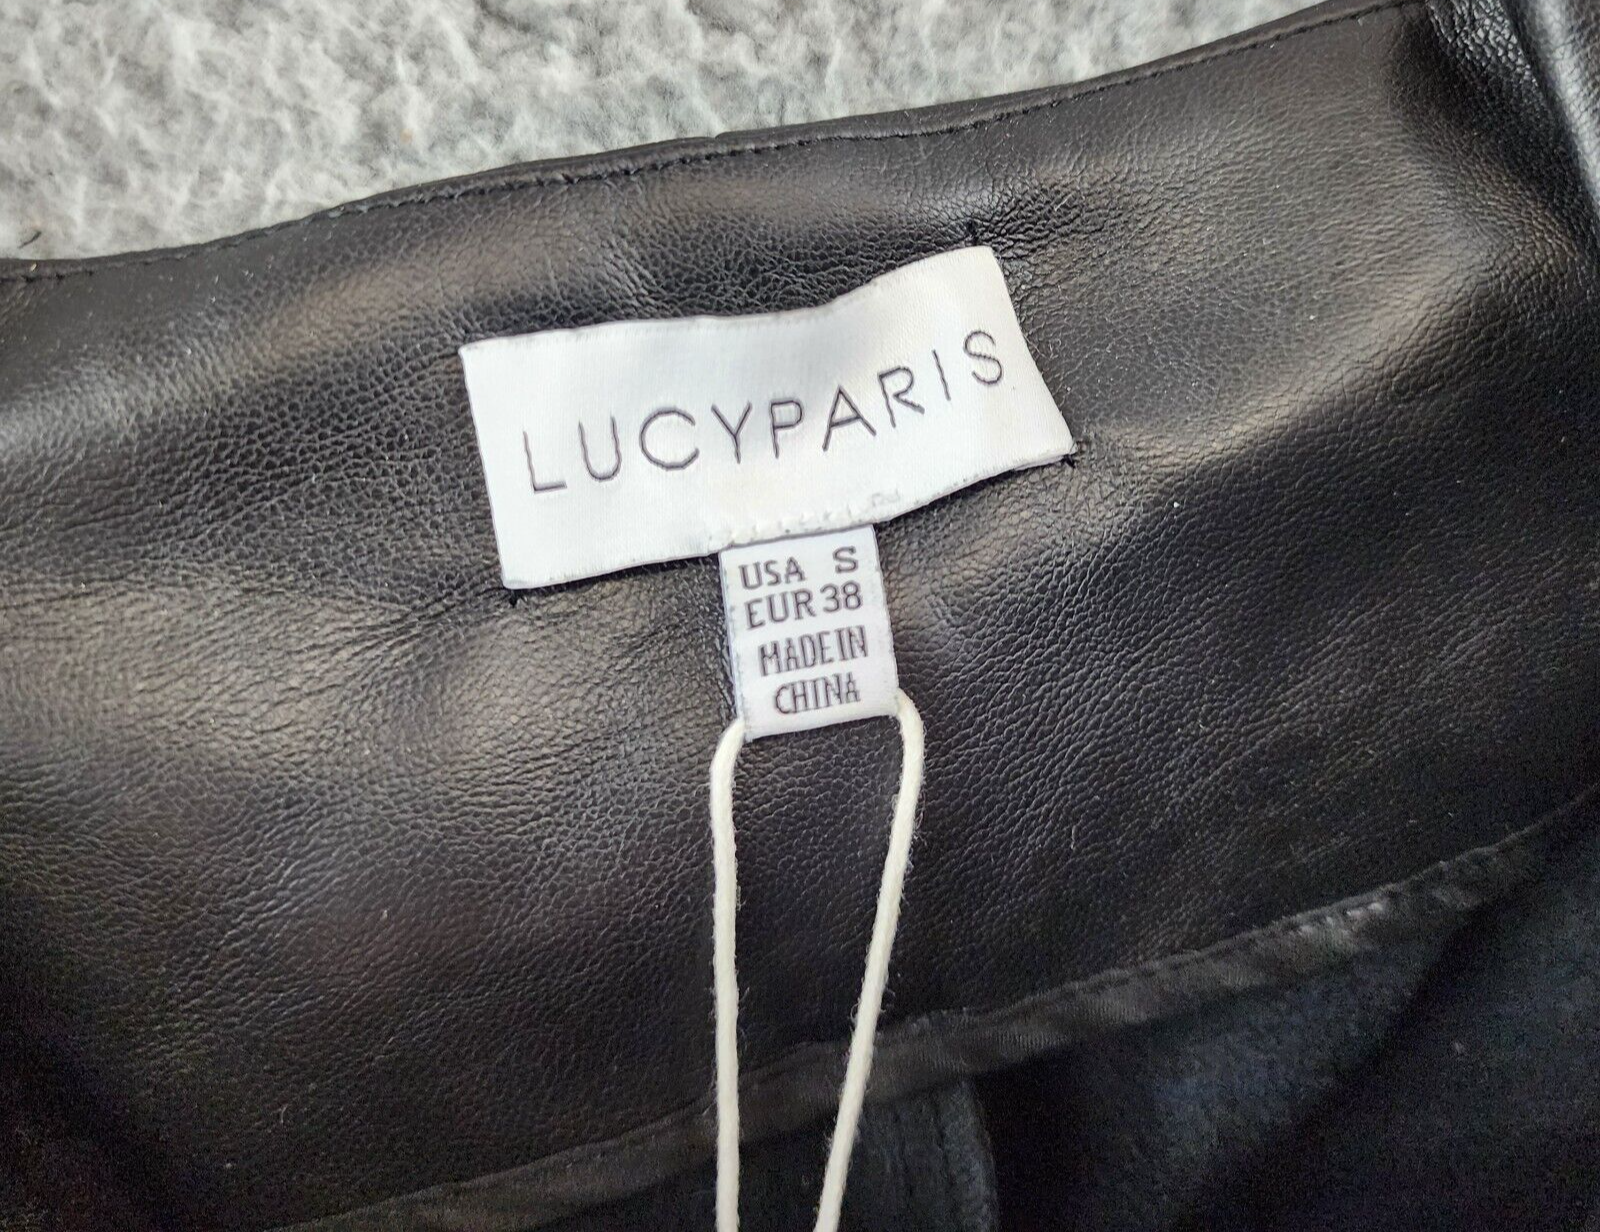 LUCYPARIS
USA S
EUR 38
MADE IN
CHINA